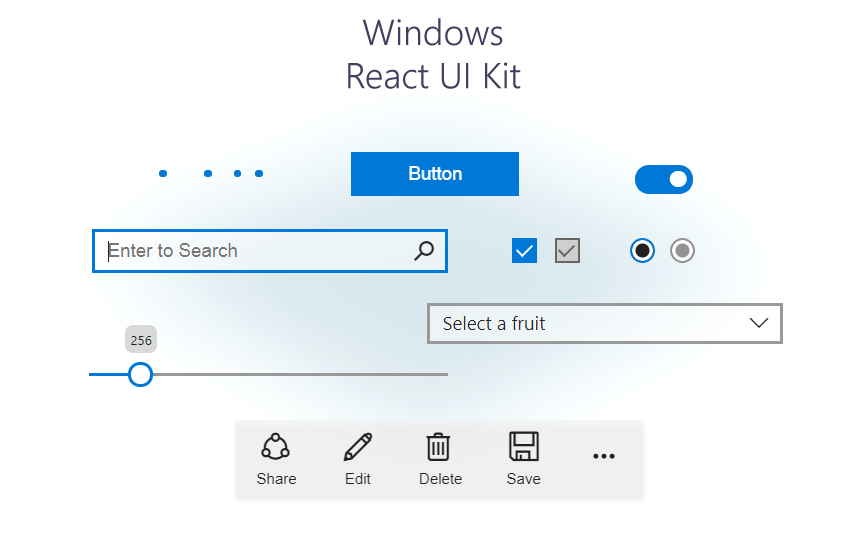 Windows
React UI Kit
Button
Enter to Search
Select a fruit
256
Share
Edit
Delete
Save